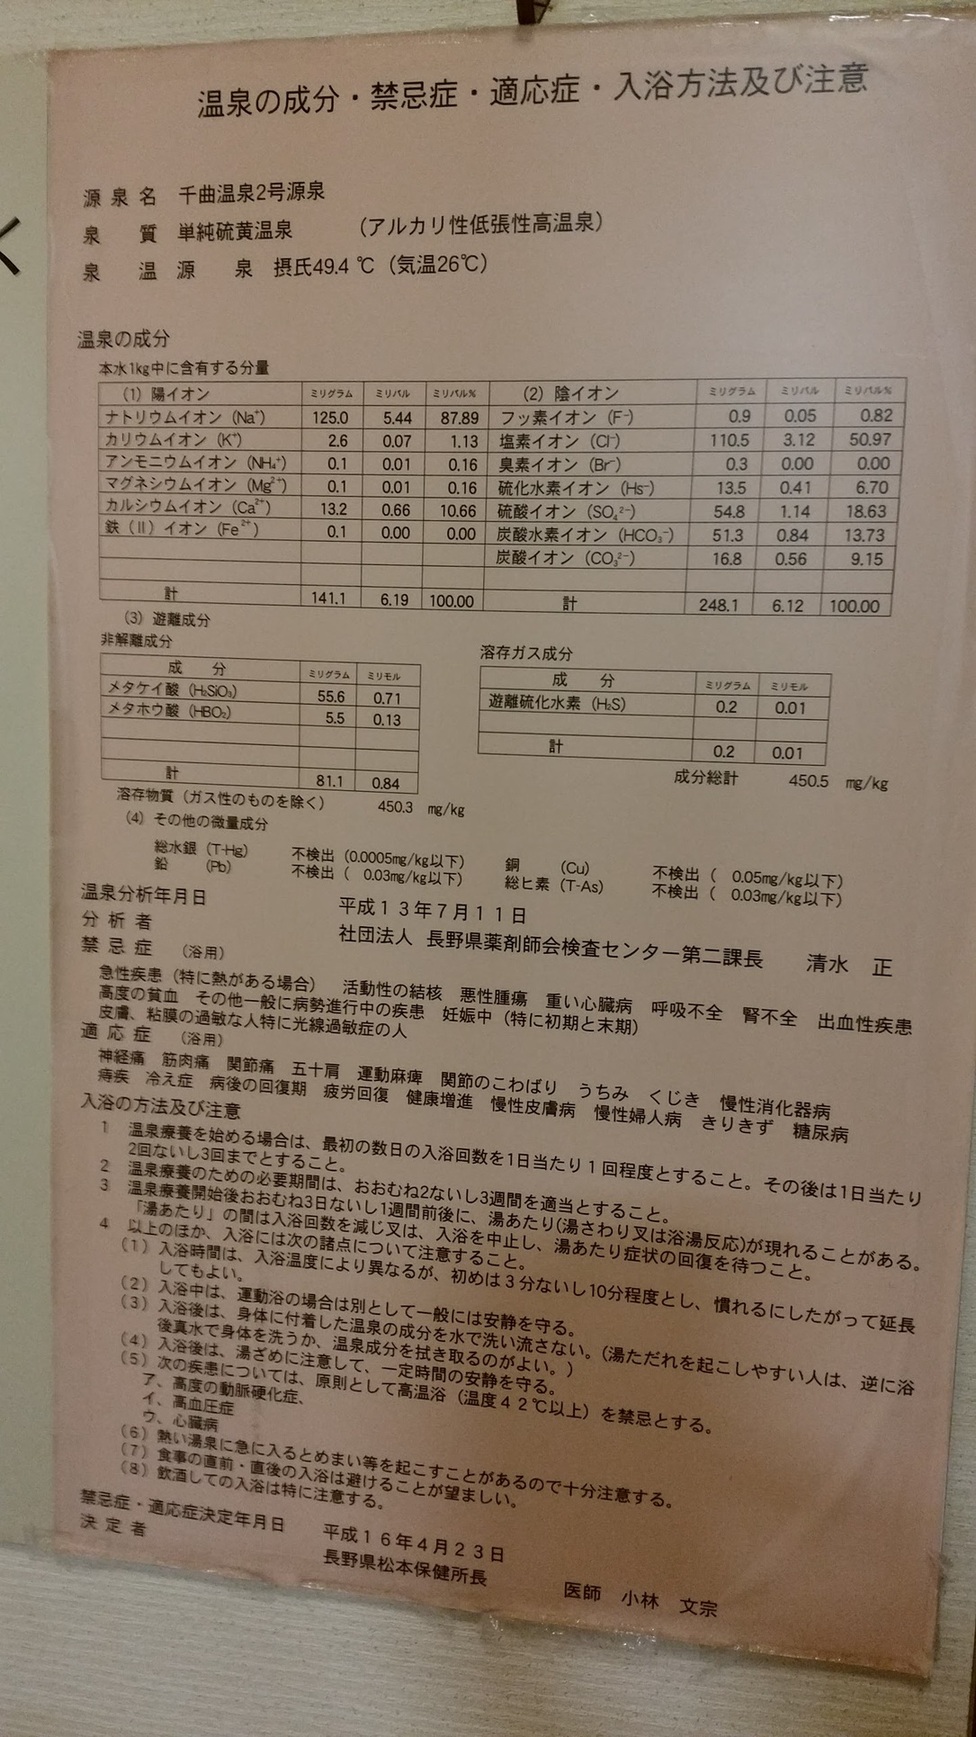 温泉の成分・禁忌症・適応症・入浴方法及び注意
源泉名 千曲温泉2号源泉
泉質 単純硫黄温泉 (アルカリ性低張性高温泉)
泉温 源泉 摂氏49.4℃(気温26℃)
温泉の成分
本水1kg中に含有する分量
(1)陽イオン ミリグラム ミリバル ミリバル% (2)陰イオン ミリグラム ミリバル ミリバル%
ナトリウムイオン(Na⁺) 125.0 5.44 87.89 フッ素イオン(F⁻) 0.9 0.05 0.82
カリウムイオン(K⁺) 2.6 0.07 1.13 塩素イオン(Cl⁻) 110.5 3.12 50.97
アンモニウムイオン(NH₄⁺) 0.1 0.01 0.16 臭素イオン(Br⁻) 0.3 0.00 0.00
マグネシウムイオン(Mg²⁺) 0.1 0.01 0.16 硫化水素イオン(Hs⁻) 13.5 0.41 6.70
カルシウムイオン(Ca²⁺) 13.2 0.66 10.66 硫酸イオン(SO₄²⁻) 54.8 1.14 18.63
鉄(II)イオン(Fe²⁺) 0.1 0.00 0.00 炭酸水素イオン(HCO₃⁻) 51.3 0.84 13.73
炭酸イオン(CO₃²⁻) 16.8 0.56 9.15
計 141.1 6.19 100.00 計 248.1 6.12 100.00
(3)遊離成分
非解離成分
成分 ミリグラム ミリモル
メタケイ酸(H₂SiO₃) 55.6 0.71
メタホウ酸(HBO₂) 5.5 0.13
計 81.1 0.84
溶存ガス成分
成分 ミリグラム ミリモル
遊離硫化水素(H₂S) 0.2 0.01
計 0.2 0.01
成分総計 450.5 mg/kg
溶存物質(ガス性のものを除く) 450.3 mg/kg
(4)その他の微量成分
総水銀(T-Hg) 不検出(0.0005mg/kg以下) 銅 (Cu) 不検出( 0.05mg/kg以下)
鉛 (Pb) 不検出( 0.03mg/kg以下) 総ヒ素(T-As) 不検出( 0.03mg/kg以下)
温泉分析年月日 平成13年7月11日
分析者 社団法人 長野県薬剤師会検査センター第二課長 清水 正
禁忌症 (浴用)
急性疾患(特に熱がある場合) 活動性の結核 悪性腫瘍 重い心臓病 呼吸不全 腎不全 出血性疾患
高度の貧血 その他一般に病勢進行中の疾患 妊娠中(特に初期と末期)
皮膚、粘膜の過敏な人特に光線過敏症の人
適応症 (浴用)
神経痛 筋肉痛 関節痛 五十肩 運動麻痺 関節のこわばり うちみ くじき 慢性消化器病
痔疾 冷え症 病後の回復期 疲労回復 健康増進 慢性皮膚病 慢性婦人病 きりきず 糖尿病
入浴の方法及び注意
1 温泉療養を始める場合は、最初の数日の入浴回数を1日当たり1回程度とすること。その後は1日当たり
2回ないし3回までとすること。
2 温泉療養のための必要期間は、おおむね2ないし3週間を適当とすること。
3 温泉療養開始後おおむね3日ないし1週間前後に、湯あたり(湯さわり又は浴湯反応)が現れることがある。
「湯あたり」の間は入浴回数を減じ又は、入浴を中止し、湯あたり症状の回復を待つこと。
4 以上のほか、入浴には次の諸点について注意すること。
(1)入浴時間は、入浴温度により異なるが、初めは3分ないし10分程度とし、慣れるにしたがって延長
してもよい。
(2)入浴中は、運動浴の場合は別として一般には安静を守る。
(3)入浴後は、身体に付着した温泉の成分を水で洗い流さない。(湯ただれを起こしやすい人は、逆に浴
後真水で身体を洗うか、温泉成分を拭き取るのがよい。)
(4)入浴後は、湯ざめに注意して、一定時間の安静を守る。
(5)次の疾患については、原則として高温浴(温度42℃以上)を禁忌とする。
ア、高度の動脈硬化症、
イ、高血圧症
ウ、心臓病
(6)熱い湯泉に急に入るとめまい等を起こすことがあるので十分注意する。
(7)食事の直前・直後の入浴は避けることが望ましい。
(8)飲酒しての入浴は特に注意する。
禁忌症・適応症決定年月日 平成16年4月23日
決定者 長野県松本保健所長 医師 小林 文宗